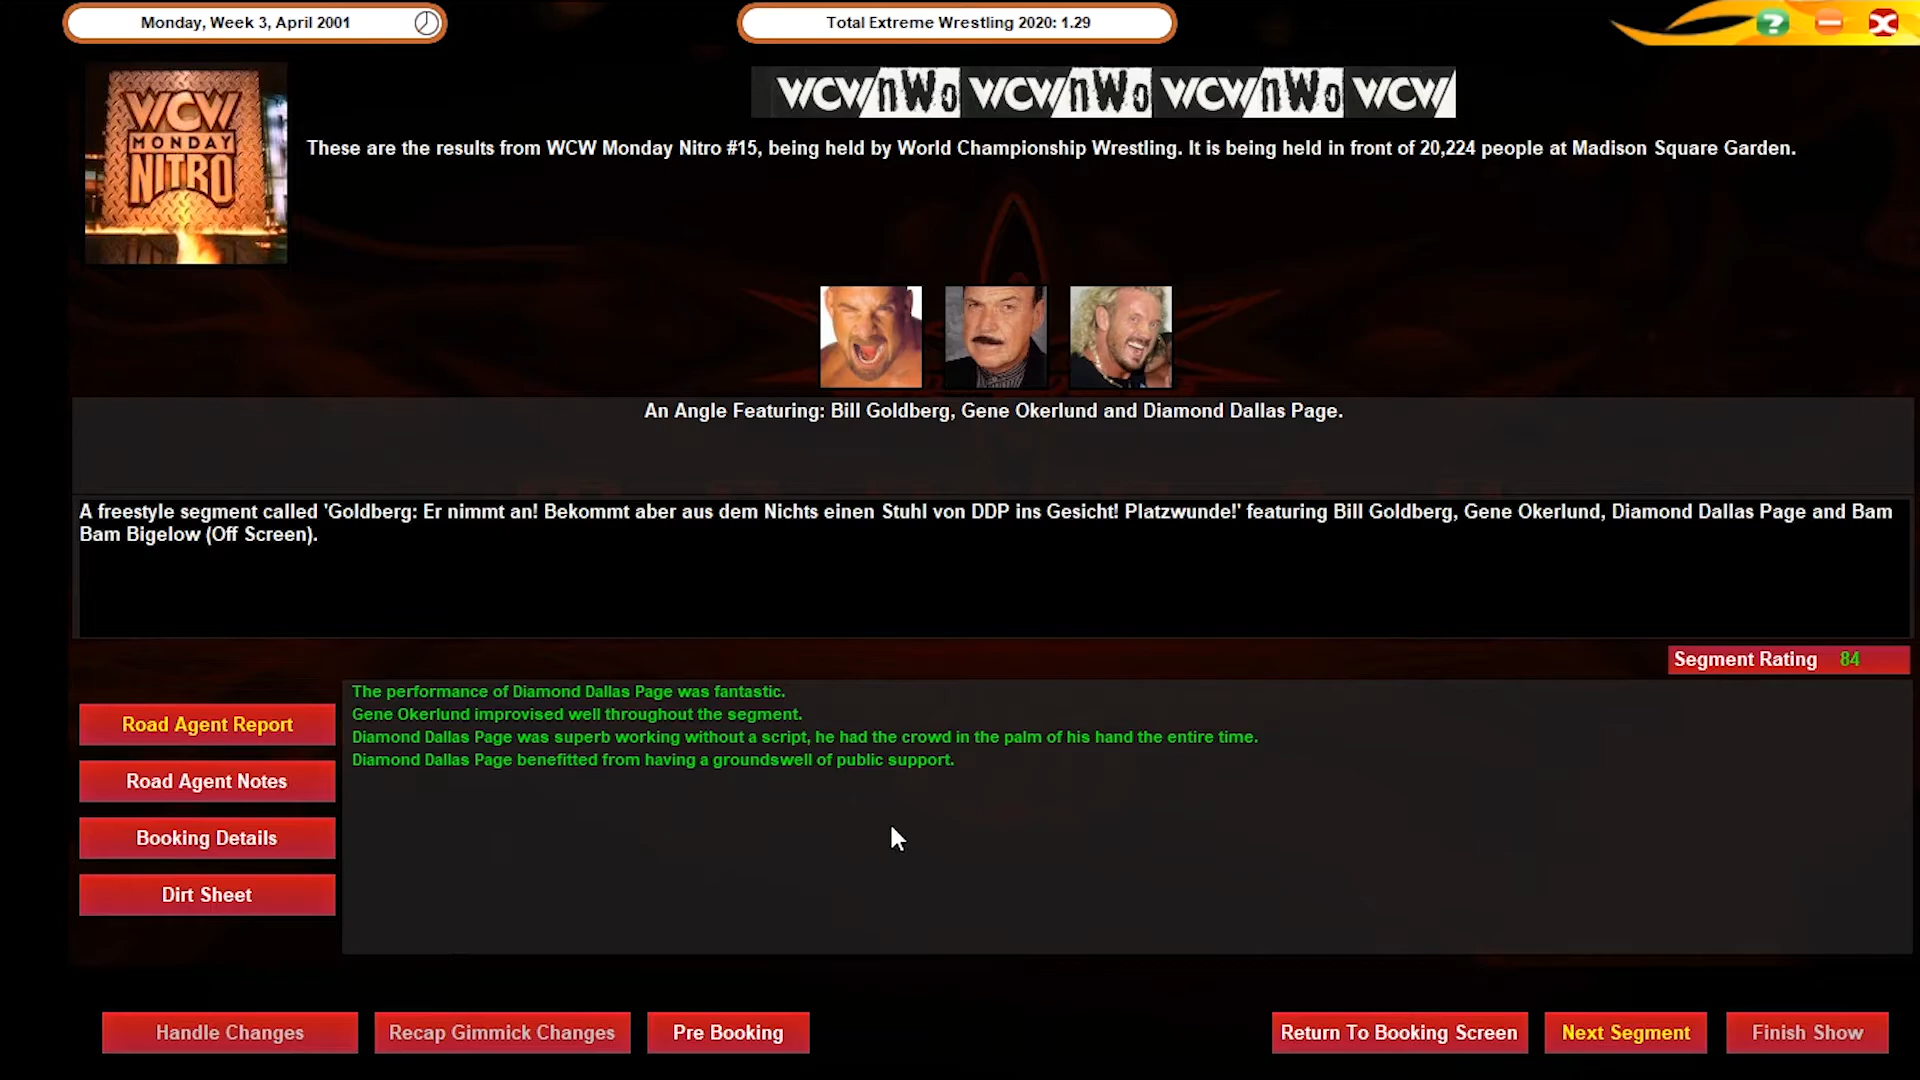 Monday, Week 3, April 2001
Total Extreme Wrestling 2020: 1.29
?
WCW
MONDAY
NITRO
WCW/nWo WCW/nWo WCW/nWo WCW/
These are the results from WCW Monday Nitro #15, being held by World Championship Wrestling. It is being held in front of 20,224 people at Madison Square Garden.
An Angle Featuring: Bill Goldberg, Gene Okerlund and Diamond Dallas Page.
A freestyle segment called 'Goldberg: Er nimmt an! Bekommt aber aus dem Nichts einen Stuhl von DDP ins Gesicht! Platzwunde!' featuring Bill Goldberg, Gene Okerlund, Diamond Dallas Page and Bam
Bam Bigelow (Off Screen).
Segment Rating 84
Road Agent Report
Road Agent Notes
Booking Details
Dirt Sheet
The performance of Diamond Dallas Page was fantastic.
Gene Okerlund improvised well throughout the segment.
Diamond Dallas Page was superb working without a script, he had the crowd in the palm of his hand the entire time.
Diamond Dallas Page benefitted from having a groundswell of public support.
Handle Changes
Recap Gimmick Changes
Pre Booking
Return To Booking Screen
Next Segment
Finish Show